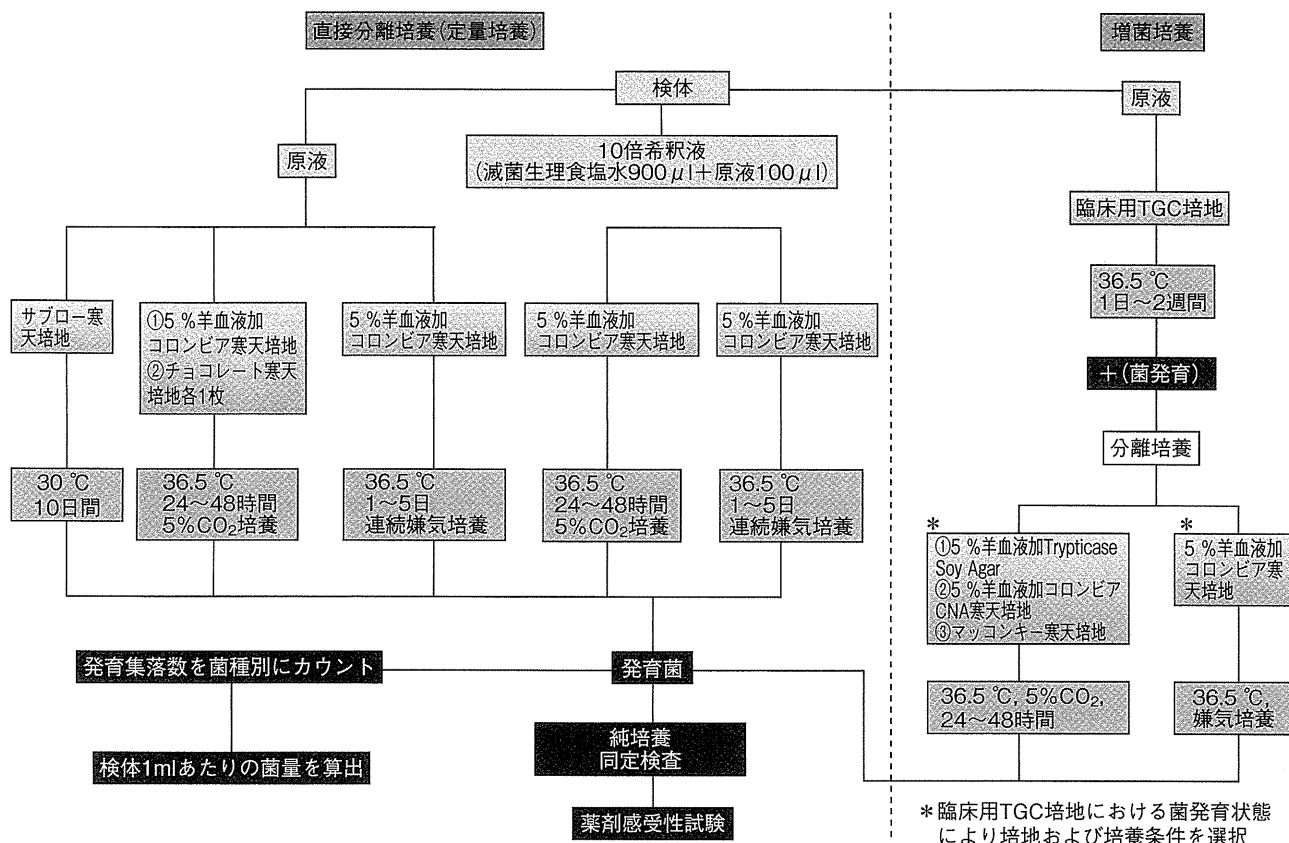 直接分離培養(定量培養)
増菌培養
検体
原液
10倍希釈液
(滅菌生理食塩水900μl+原液100μl)
原液
臨床用TGC培地
36.5 ℃
1日〜2週間
+(菌発育)
分離培養
サブロー寒
天培地
①5 %羊血液加
コロンビア寒天培地
②チョコレート寒天
培地各1枚
5 %羊血液加
コロンビア寒天培地
5 %羊血液加
コロンビア寒天培地
5 %羊血液加
コロンビア寒天培地
30 ℃
10日間
36.5 ℃
24〜48時間
5%CO₂培養
36.5 ℃
1〜5日
連続嫌気培養
36.5 ℃
24〜48時間
5%CO₂培養
36.5 ℃
1〜5日
連続嫌気培養
*
①5 %羊血液加Trypticase
Soy Agar
②5 %羊血液加コロンビア
CNA寒天培地
③マッコンキー寒天培地
*
5 %羊血液加
コロンビア寒
天培地
36.5 ℃, 5%CO₂,
24〜48時間
36.5 ℃,
嫌気培養
発育集落数を菌種別にカウント
発育菌
検体1mlあたりの菌量を算出
純培養
同定検査
薬剤感受性試験
*臨床用TGC培地における菌発育状態
により培地および培養条件を選択